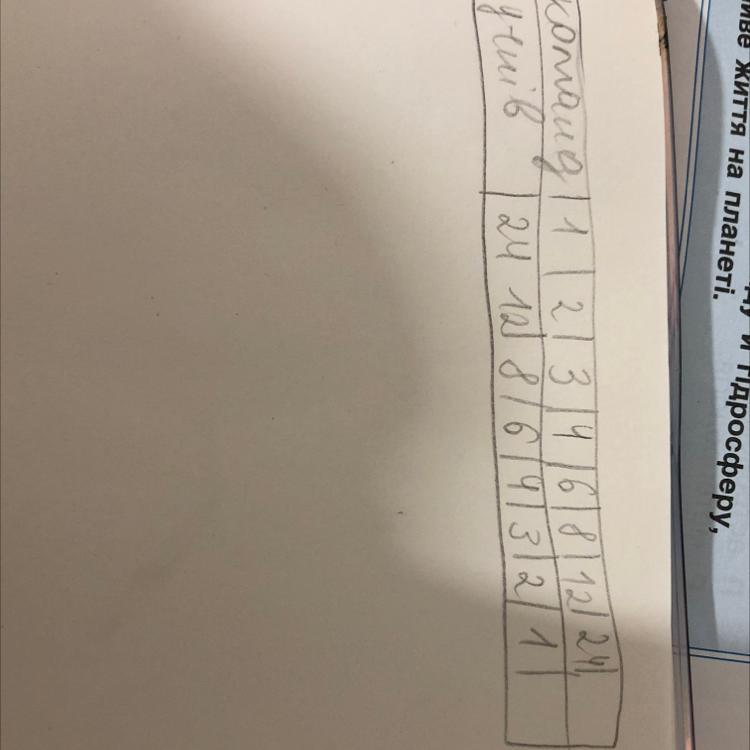 команд 1 2 3 4 6 8 12 24
учнів 24 12 8 6 4 3 2 1
иве життя на планеті.
й гідросферу,